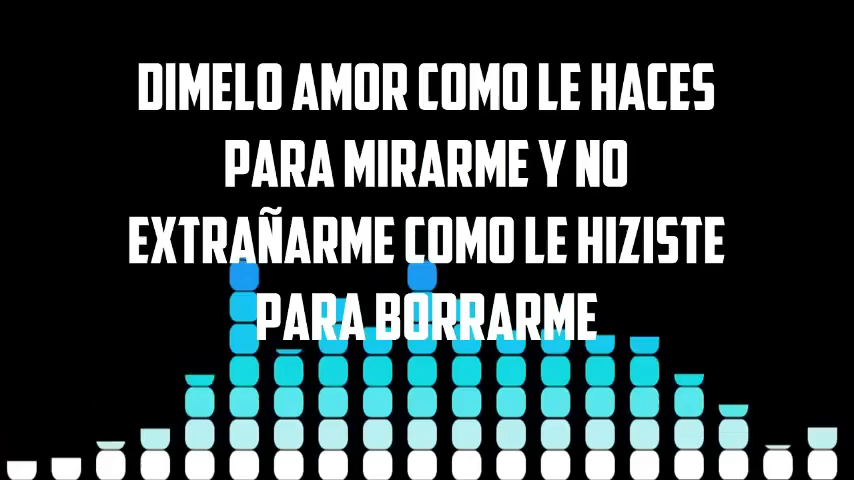 DIMELO AMOR COMO LE HACES
PARA MIRARME Y NO
EXTRAÑARME COMO LE HIZISTE
PARA BORRARME